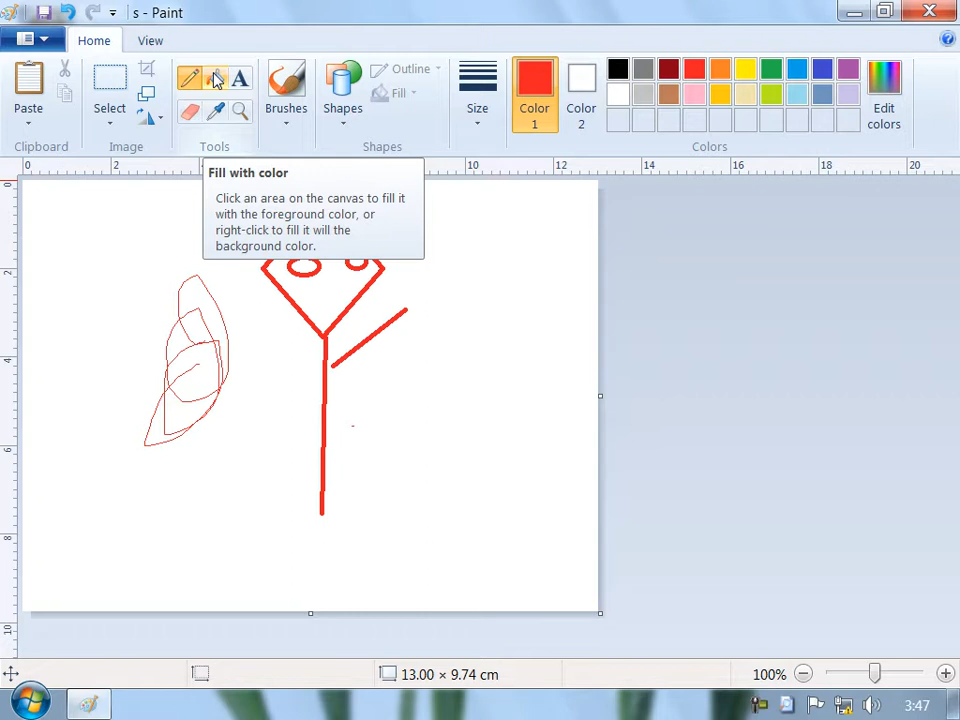 s - Paint
Home
View
Paste
Clipboard
Select
Image
A
Tools
Brushes
Shapes
Outline
Fill
Shapes
Size
Color 1
Color 2
Edit colors
Colors
0 2 10 12 14 16 18 20
0
2
4
6
8
10
Fill with color
Click an area on the canvas to fill it
with the foreground color, or
right-click to fill it will the
background color.
13.00 × 9.74 cm
100%
3:47